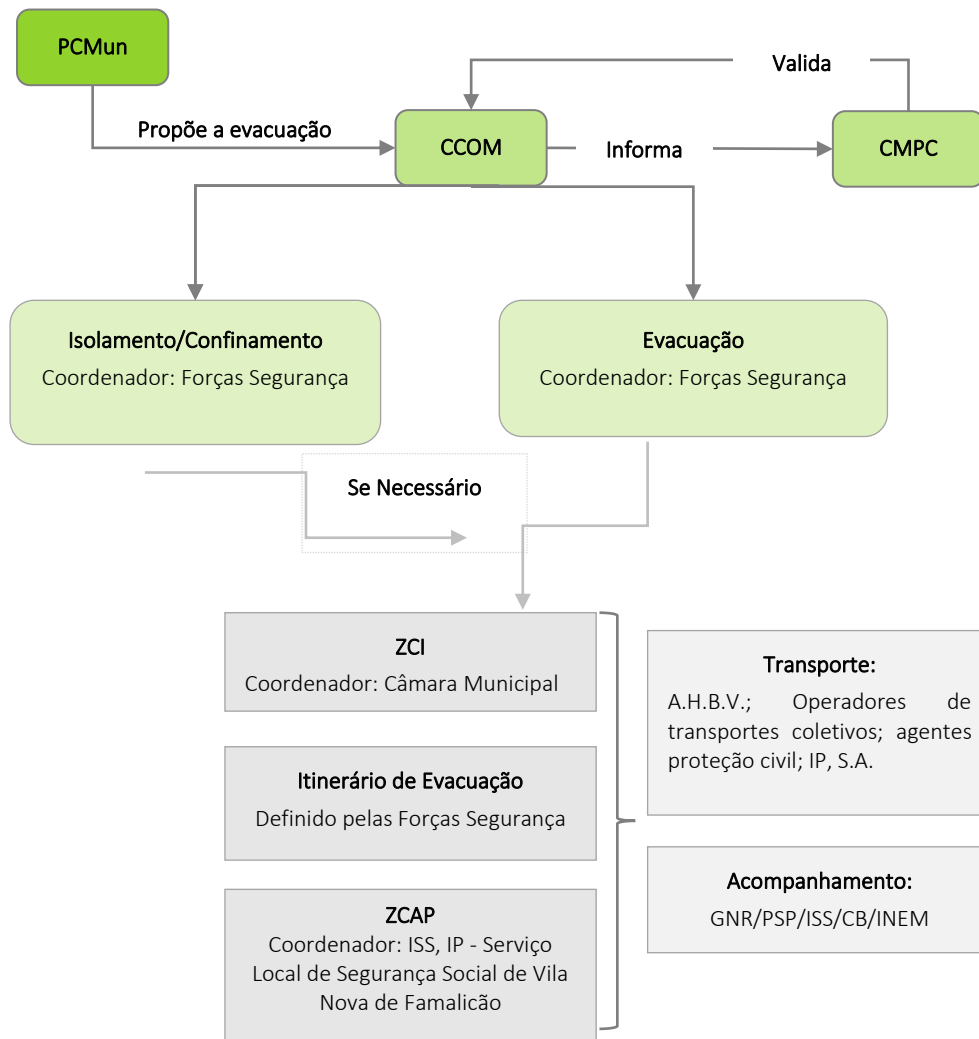 PCMun
Valida
Propõe a evacuação
CCOM
Informa
CMPC
Isolamento/Confinamento
Coordenador: Forças Segurança
Evacuação
Coordenador: Forças Segurança
Se Necessário
ZCI
Coordenador: Câmara Municipal
Itinerário de Evacuação
Definido pelas Forças Segurança
ZCAP
Coordenador: ISS, IP - Serviço
Local de Segurança Social de Vila
Nova de Famalicão
Transporte:
A.H.B.V.; Operadores de
transportes coletivos; agentes
proteção civil; IP, S.A.
Acompanhamento:
GNR/PSP/ISS/CB/INEM